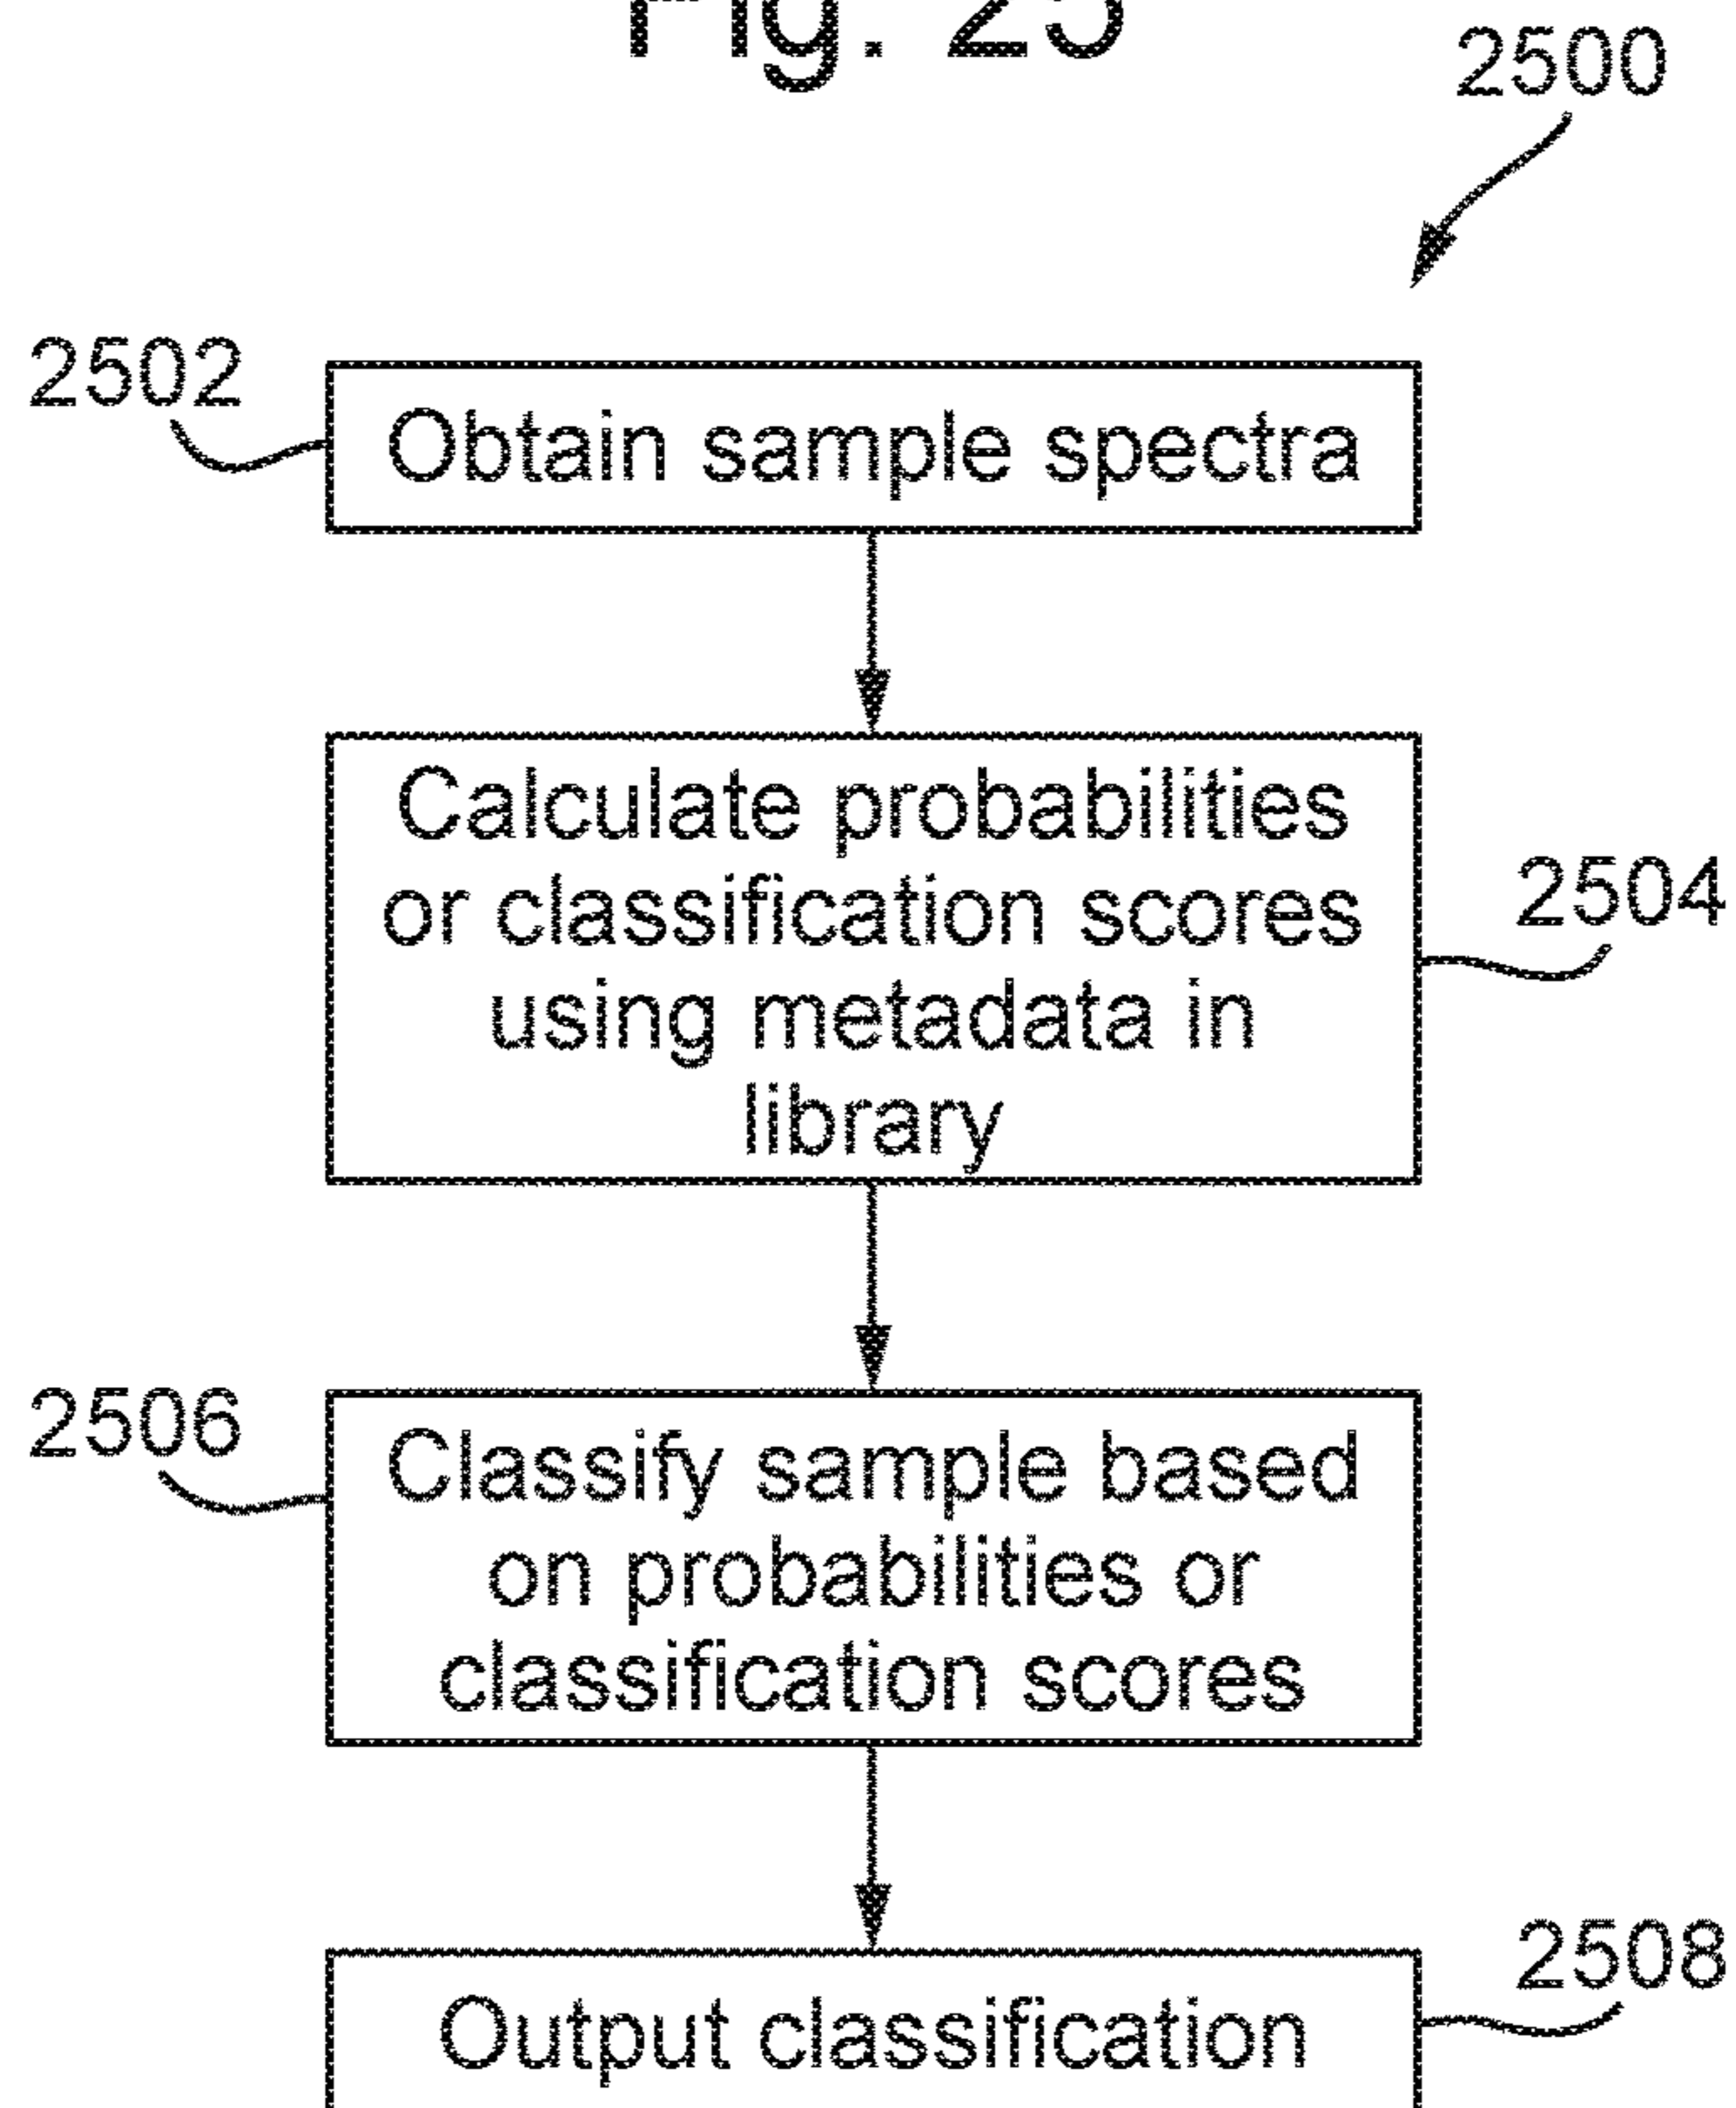 Fig. 25
2500
2502
Obtain sample spectra
Calculate probabilities
or classification scores
using metadata in
library
2504
2506
Classify sample based
on probabilities or
classification scores
2508
Output classification